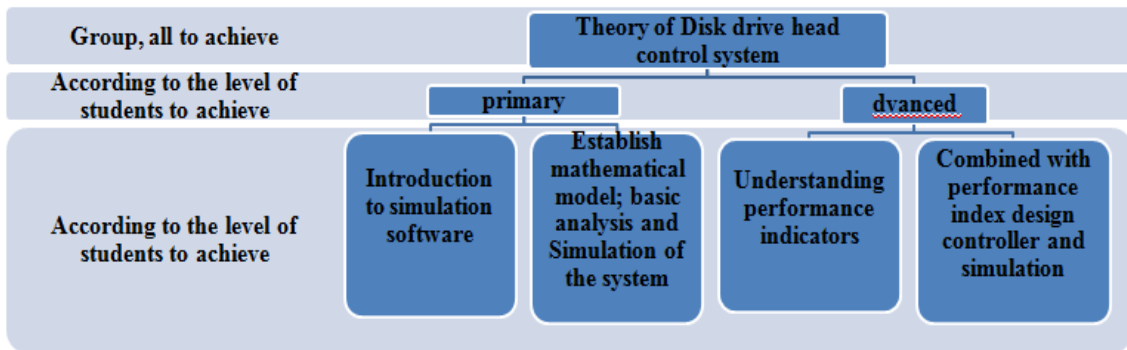 Group, all to achieve
Theory of Disk drive head
control system
According to the level of
students to achieve
primary
dvanced
According to the level of
students to achieve
Introduction
to simulation
software
Establish
mathematical
model; basic
analysis and
Simulation of
the system
Understanding
performance
indicators
Combined with
performance
index design
controller and
simulation